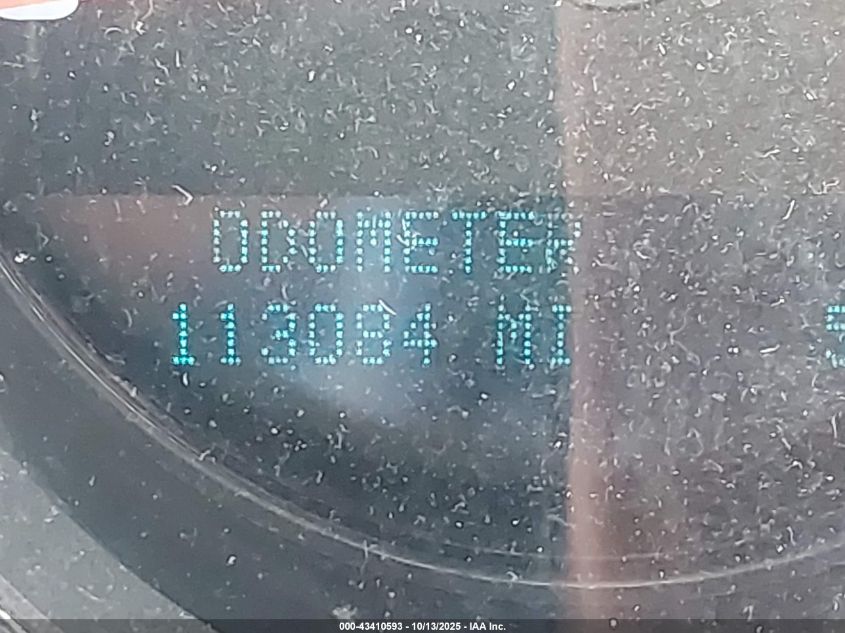 ODOMETER
113084 MI
000-43410593 - 10/13/2025 - IAA Inc.